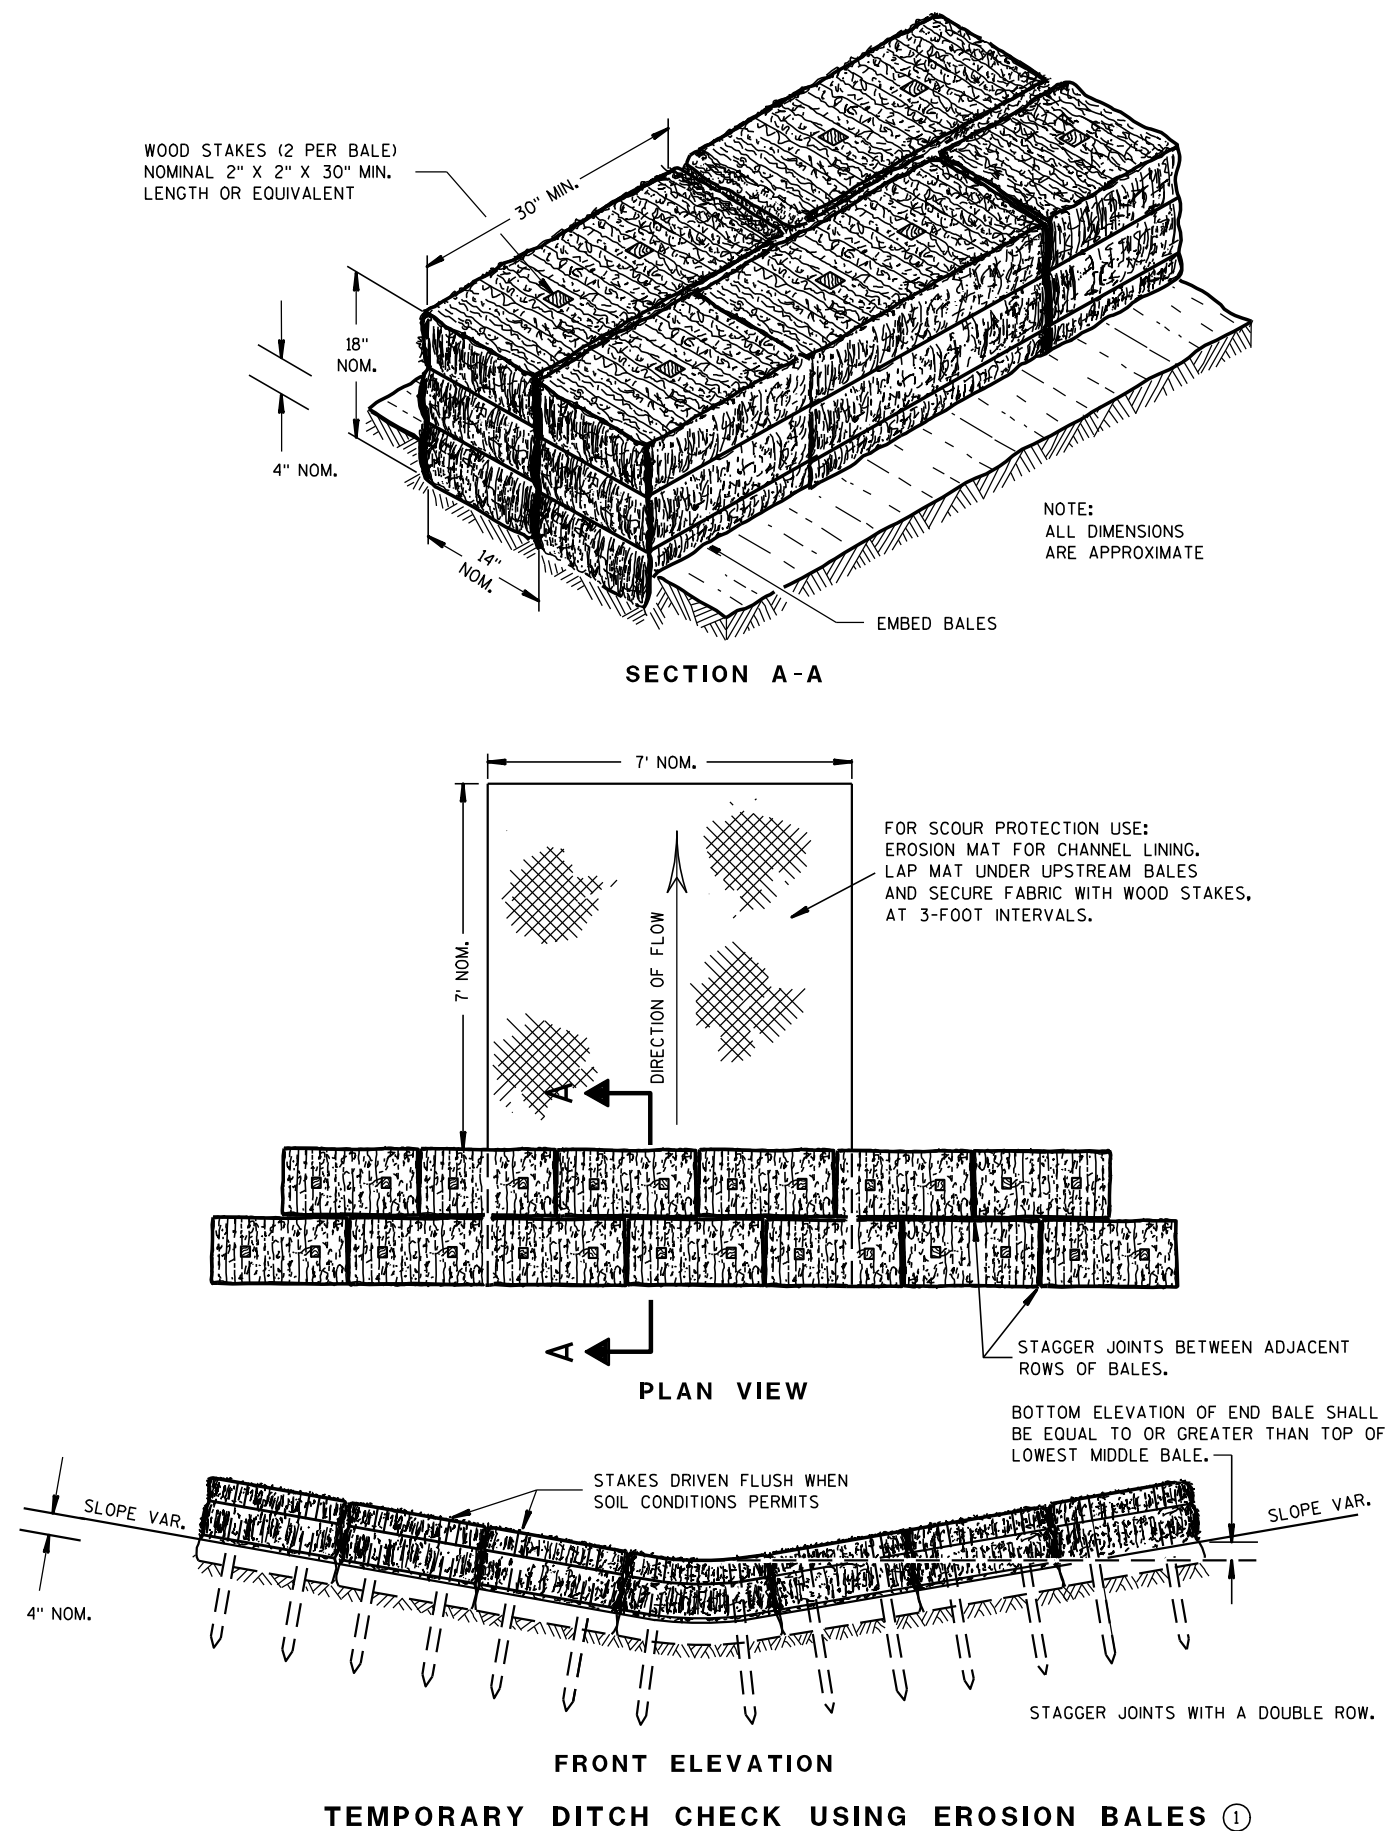 WOOD STAKES (2 PER BALE)
NOMINAL 2" X 2" X 30" MIN.
LENGTH OR EQUIVALENT
30" MIN.
18"
NOM.
4" NOM.
14"
NOM.
NOTE:
ALL DIMENSIONS
ARE APPROXIMATE
EMBED BALES
SECTION A-A
7' NOM.
7' NOM.
DIRECTION OF FLOW
FOR SCOUR PROTECTION USE:
EROSION MAT FOR CHANNEL LINING.
LAP MAT UNDER UPSTREAM BALES
AND SECURE FABRIC WITH WOOD STAKES,
AT 3-FOOT INTERVALS.
A
A
STAGGER JOINTS BETWEEN ADJACENT
ROWS OF BALES.
PLAN VIEW
BOTTOM ELEVATION OF END BALE SHALL
BE EQUAL TO OR GREATER THAN TOP OF
LOWEST MIDDLE BALE.
STAKES DRIVEN FLUSH WHEN
SOIL CONDITIONS PERMITS
SLOPE VAR.
SLOPE VAR.
4" NOM.
STAGGER JOINTS WITH A DOUBLE ROW.
FRONT ELEVATION
TEMPORARY DITCH CHECK USING EROSION BALES ①